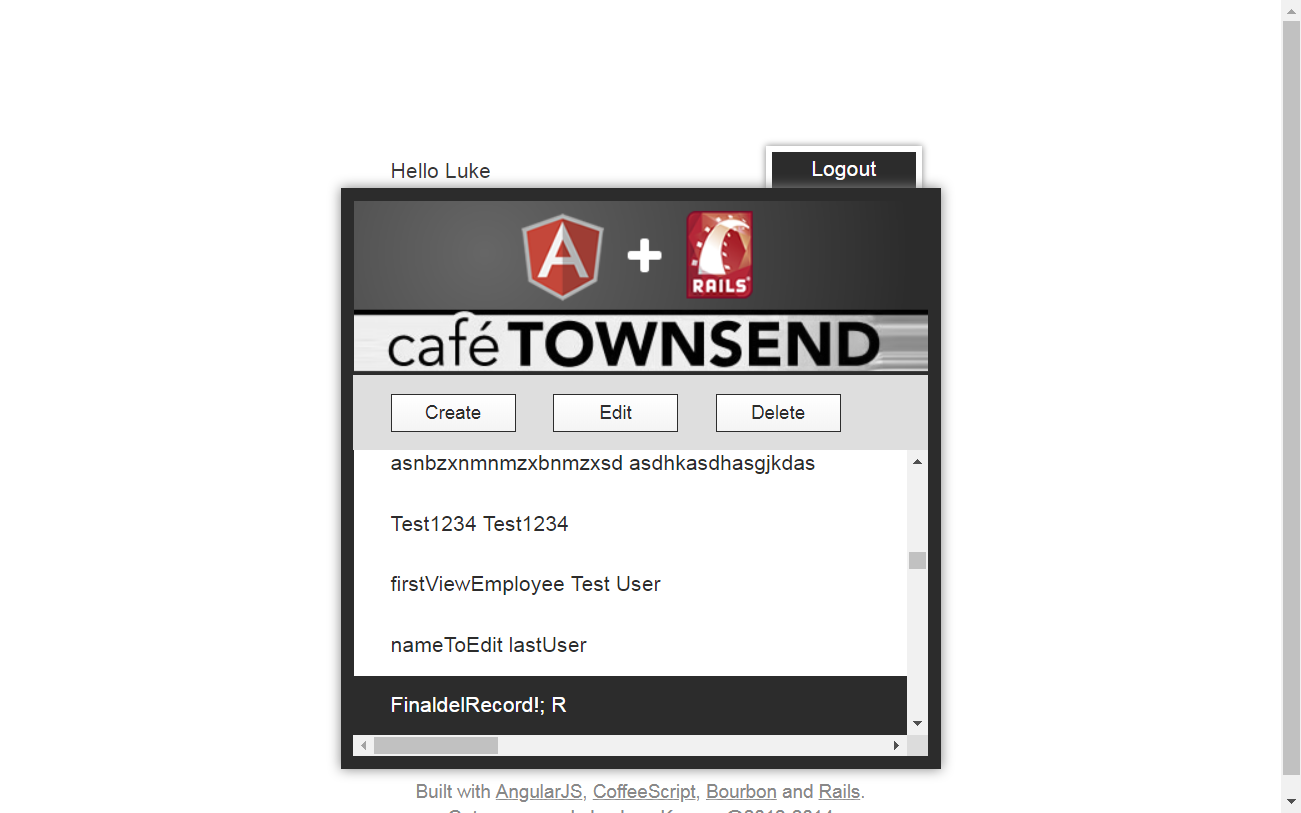 Hello Luke
Logout
A
RAILS
café TOWNSEND
Create Edit Delete
asnbzxnmnmzxbnmzxsd asdhkasdhasgjkdas
Test1234 Test1234
firstViewEmployee Test User
nameToEdit lastUser
FinaldelRecord!; R
Built with AngularJS, CoffeeScript, Bourbon and Rails.